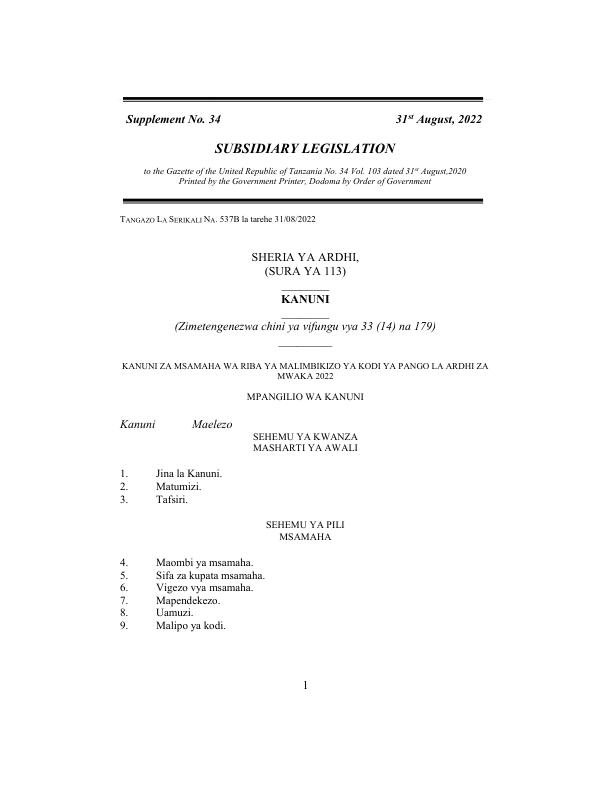 Supplement No. 34 31st August, 2022
SUBSIDIARY LEGISLATION
to the Gazette of the United Republic of Tanzania No. 34 Vol. 103 dated 31st August,2020
Printed by the Government Printer, Dodoma by Order of Government
TANGAZO LA SERIKALI NA. 537B la tarehe 31/08/2022
SHERIA YA ARDHI,
(SURA YA 113)
KANUNI
(Zimetengenezwa chini ya vifungu vya 33 (14) na 179)
KANUNI ZA MSAMAHA WA RIBA YA MALIMBIKIZO YA KODI YA PANGO LA ARDHI ZA
MWAKA 2022
MPANGILIO WA KANUNI
Kanuni Maelezo
SEHEMU YA KWANZA
MASHARTI YA AWALI
1. Jina la Kanuni.
2. Matumizi.
3. Tafsiri.
SEHEMU YA PILI
MSAMAHA
4. Maombi ya msamaha.
5. Sifa za kupata msamaha.
6. Vigezo vya msamaha.
7. Mapendekezo.
8. Uamuzi.
9. Malipo ya kodi.
1